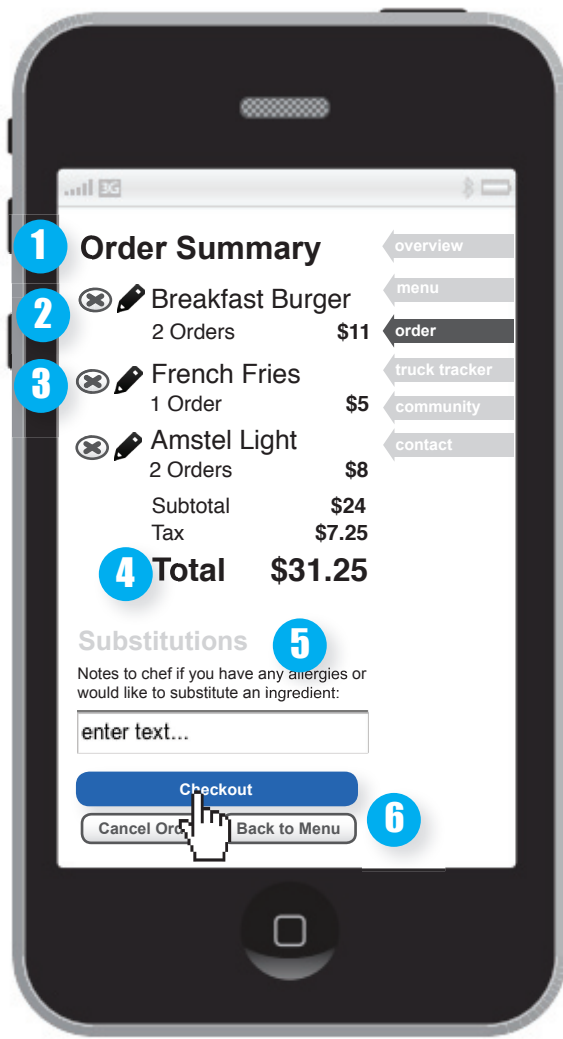 3G
1
Order Summary
overview
menu
2
Breakfast Burger
2 Orders $11
order
3
French Fries
truck tracker
1 Order $5
community
Amstel Light
contact
2 Orders $8
Subtotal $24
Tax $7.25
4
Total $31.25
Substitutions
5
Notes to chef if you have any allergies or
would like to substitute an ingredient:
enter text...
Checkout
Cancel Ord
Back to Menu
6